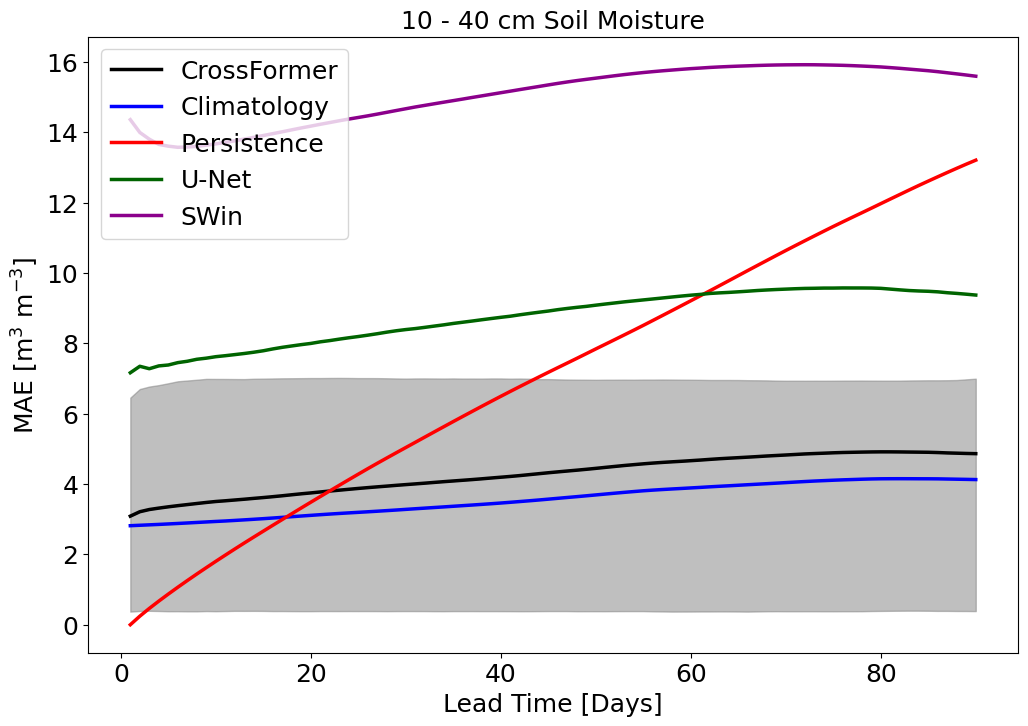 10 - 40 cm Soil Moisture
MAE [m³ m⁻³]
16
14
12
10
8
6
4
2
0
CrossFormer
Climatology
Persistence
U-Net
SWin
0 20 40 60 80
Lead Time [Days]